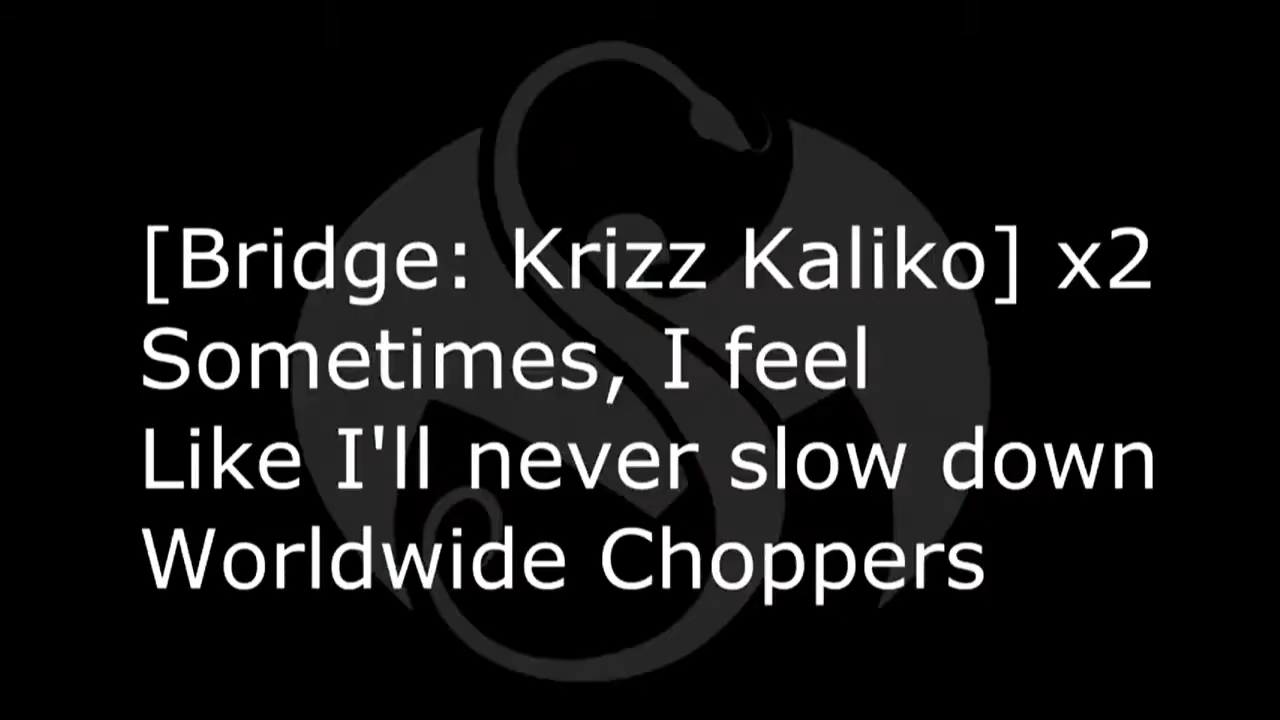 [Bridge: Krizz Kaliko] x2
Sometimes, I feel
Like I'll never slow down
Worldwide Choppers